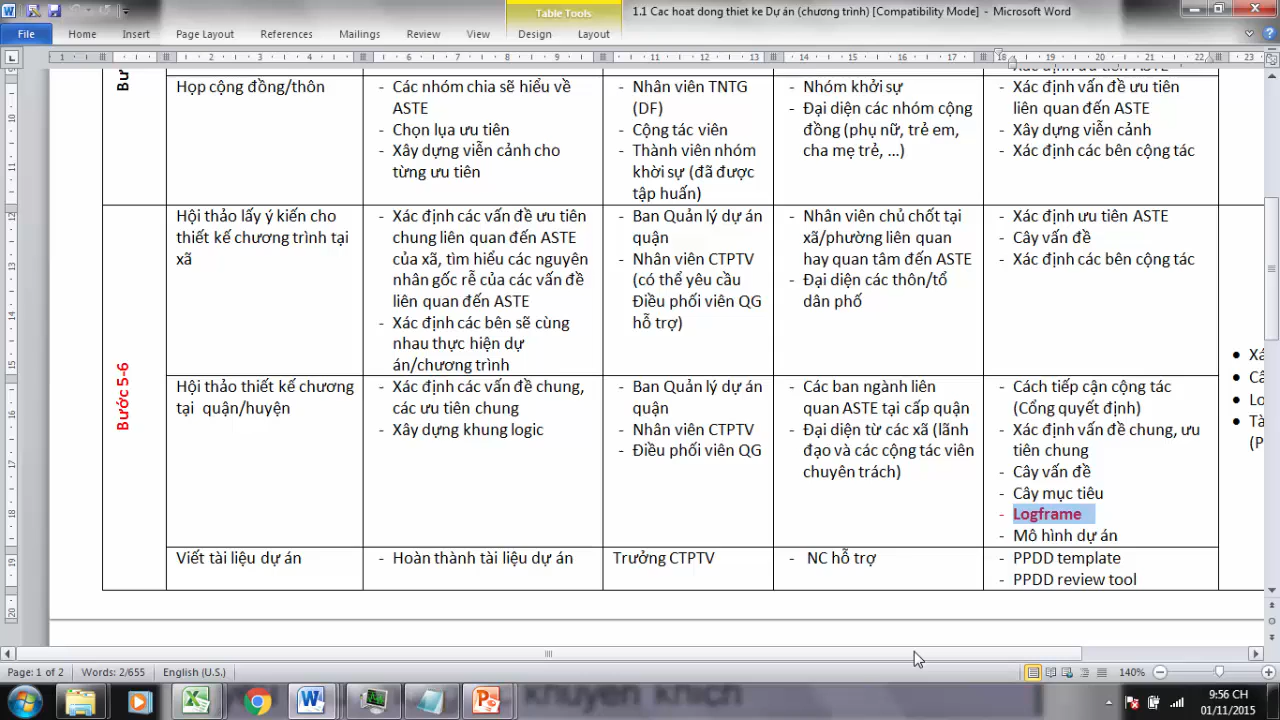 Table Tools
1.1 Cac hoat dong thiet ke Dự án (chương trình) [Compatibility Mode] - Microsoft Word
File Home Insert Page Layout References Mailings Review View Design Layout
Họp cộng đồng/thôn
- Các nhóm chia sẽ hiểu về
ASTE
- Chọn lụa ưu tiên
- Xây dựng viễn cảnh cho
từng ưu tiên
- Nhân viên TNTG
(DF)
- Cộng tác viên
- Thành viên nhóm
khời sự (đã được
tập huấn)
- Nhóm khởi sự
- Đại diện các nhóm cộng
đồng (phụ nữ, trẻ em,
cha mẹ trẻ, ...)
- Xác định vấn đề ưu tiên
liên quan đến ASTE
- Xây dựng viễn cảnh
- Xác định các bên cộng tác
Bước 5-6
Hội thảo lấy ý kiến cho
thiết kế chương trình tại
xã
- Xác định các vấn đề ưu tiên
chung liên quan đến ASTE
của xã, tìm hiểu các nguyên
nhân gốc rễ của các vấn đề
liên quan đến ASTE
- Xác định các bên sẽ cùng
nhau thực hiện dự
án/chương trình
- Ban Quản lý dự án
quận
- Nhân viên CTPTV
(có thể yêu cầu
Điều phối viên QG
hỗ trợ)
- Nhân viên chủ chốt tại
xã/phường liên quan
hay quan tâm đến ASTE
- Đại diện các thôn/tổ
dân phố
- Xác định ưu tiên ASTE
- Cây vấn đề
- Xác định các bên cộng tác
Hội thảo thiết kế chương
tại quận/huyện
- Xác định các vấn đề chung,
các ưu tiên chung
- Xây dựng khung logic
- Ban Quản lý dự án
quận
- Nhân viên CTPTV
- Điều phối viên QG
- Các ban ngành liên
quan ASTE tại cấp quận
- Đại diện từ các xã (lãnh
đạo và các cộng tác viên
chuyên trách)
- Cách tiếp cận cộng tác
(Cổng quyết định)
- Xác định vấn đề chung, ưu
tiên chung
- Cây vấn đề
- Cây mục tiêu
- Logframe
- Mô hình dự án
Viết tài liệu dự án
- Hoàn thành tài liệu dự án
Trưởng CTPTV
- NC hỗ trợ
- PPDD template
- PPDD review tool
Page: 1 of 2 Words: 2/655 English (U.S.) 140%
9:56 CH
01/11/2015